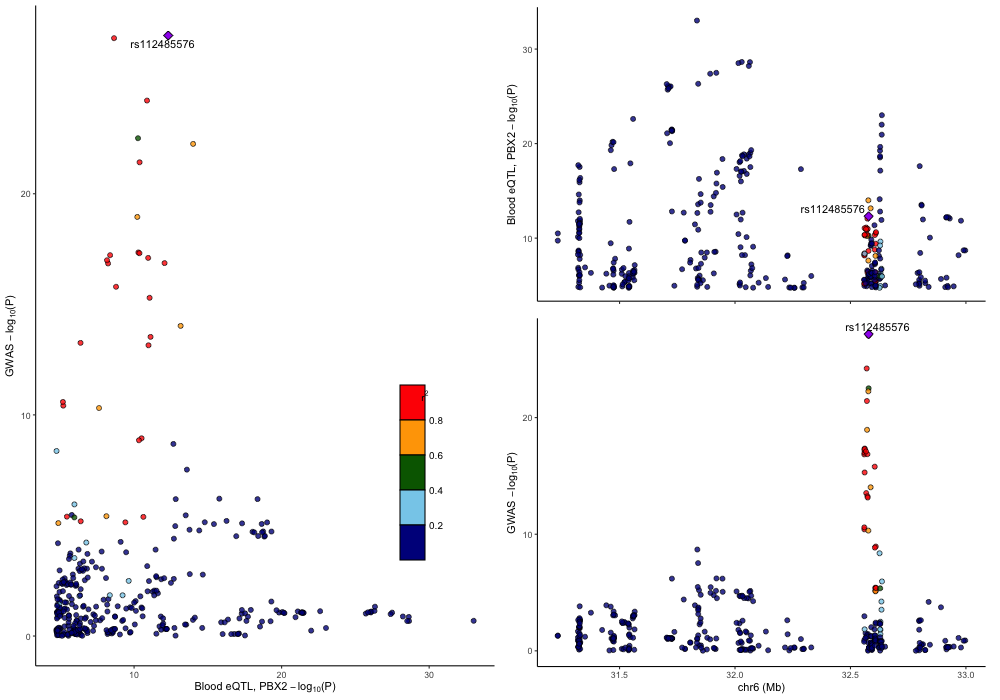 rs112485576
GWAS − log10(P)
20
10
0
10
20
30
Blood eQTL, PBX2 − log10(P)
r2
0.8
0.6
0.4
0.2
Blood eQTL, PBX2 − log10(P)
30
20
10
rs112485576
rs112485576
GWAS − log10(P)
20
10
0
31.5
32.0
32.5
33.0
chr6 (Mb)